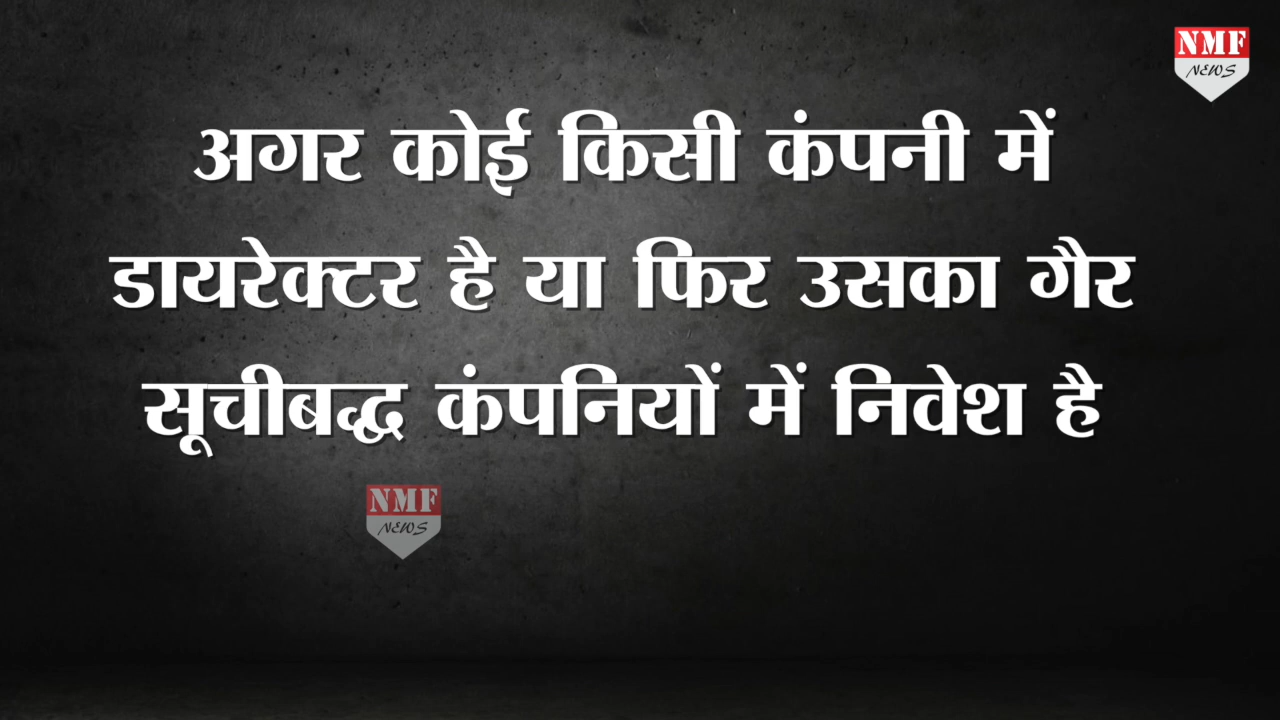 NMF
NEWS
अगर कोई किसी कंपनी में
डायरेक्टर है या फिर उसका गैर
सूचीबद्ध कंपनियों में निवेश है
NMF
NEWS